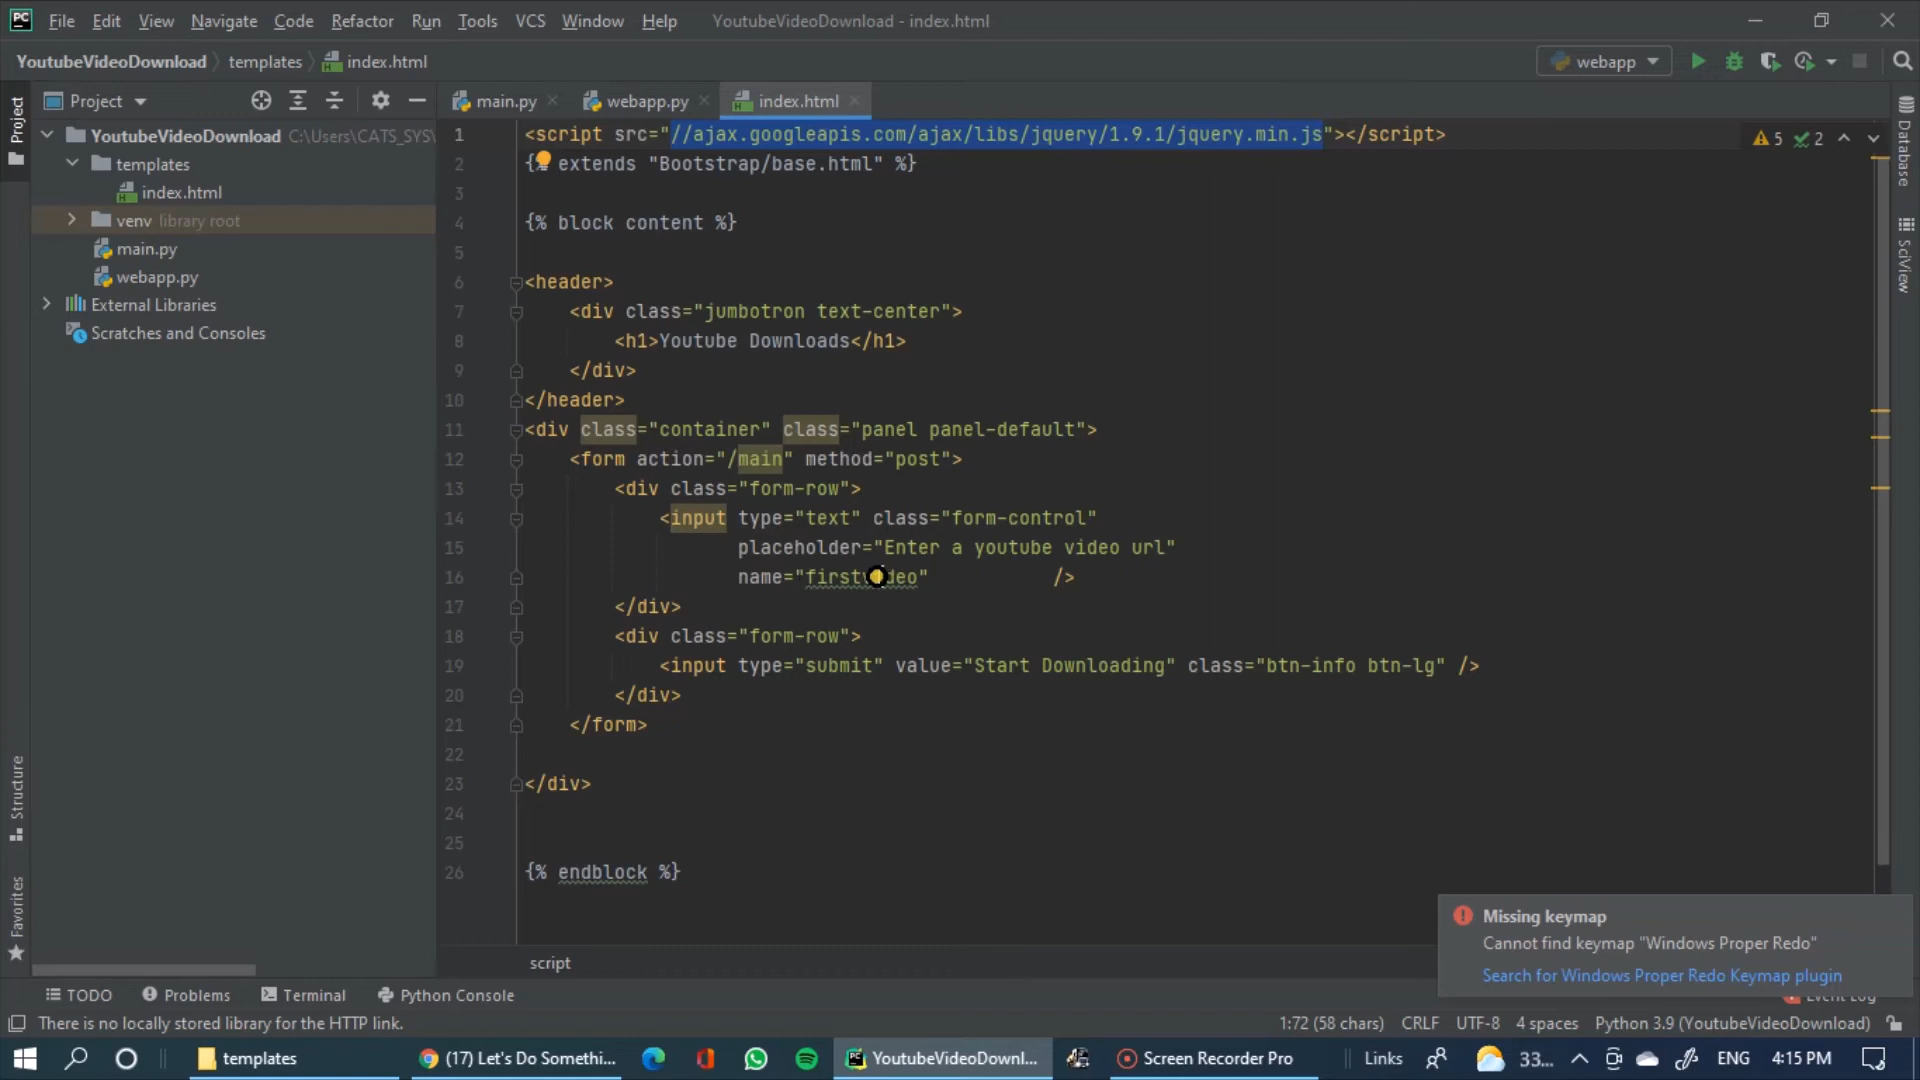 PC File Edit View Navigate Code Refactor Run Tools VCS Window Help YoutubeVideoDownload - index.html
YoutubeVideoDownload templates index.html webapp
Project
Project
main.py webapp.py index.html
YoutubeVideoDownload C:\Users\CATS_SYS\
templates
index.html
venv library root
main.py
webapp.py
External Libraries
Scratches and Consoles
1 <script src="//ajax.googleapis.com/ajax/libs/jquery/1.9.1/jquery.min.js"></script>
5 2
2 { extends "Bootstrap/base.html" %}
3
4 {% block content %}
5
6 <header>
7 <div class="jumbotron text-center">
8 <h1>Youtube Downloads</h1>
9 </div>
10 </header>
11 <div class="container" class="panel panel-default">
12 <form action="/main" method="post">
13 <div class="form-row">
14 <input type="text" class="form-control"
15 placeholder="Enter a youtube video url"
16 name="firstvideo" />
17 </div>
18 <div class="form-row">
19 <input type="submit" value="Start Downloading" class="btn-info btn-lg" />
20 </div>
21 </form>
22
23 </div>
24
25
26 {% endblock %}
script
Database
SciView
Structure
Favorites
Missing keymap
Cannot find keymap "Windows Proper Redo"
Search for Windows Proper Redo Keymap plugin
TODO Problems Terminal Python Console Event Log
There is no locally stored library for the HTTP link. 1:72 (58 chars) CRLF UTF-8 4 spaces Python 3.9 (YoutubeVideoDownload)
templates (17) Let's Do Somethi... YoutubeVideoDownl... Screen Recorder Pro Links 33... ENG 4:15 PM